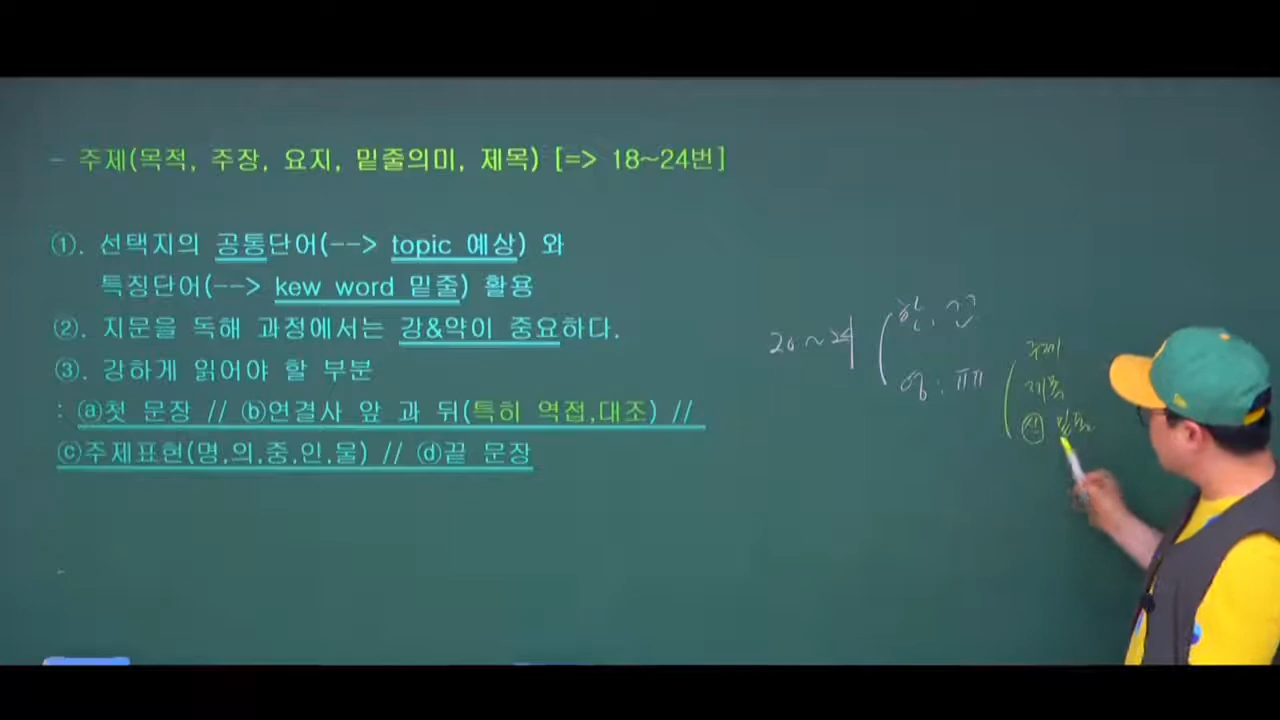 - 주제(목적, 주장, 요지, 밑줄의미, 제목) [=> 18~24번]
①. 선택지의 공통단어(--> topic 예상) 와
특징단어(--> kew word 밑줄) 활용
②. 지문을 독해 과정에서는 강&약이 중요하다.
③. 강하게 읽어야 할 부분
: ⓐ첫 문장 // ⓑ연결사 앞 과 뒤(특히 역접,대조) //
ⓒ주제표현(명.의.중.인.물) // ⓓ끝 문장
20~24
주제
제목